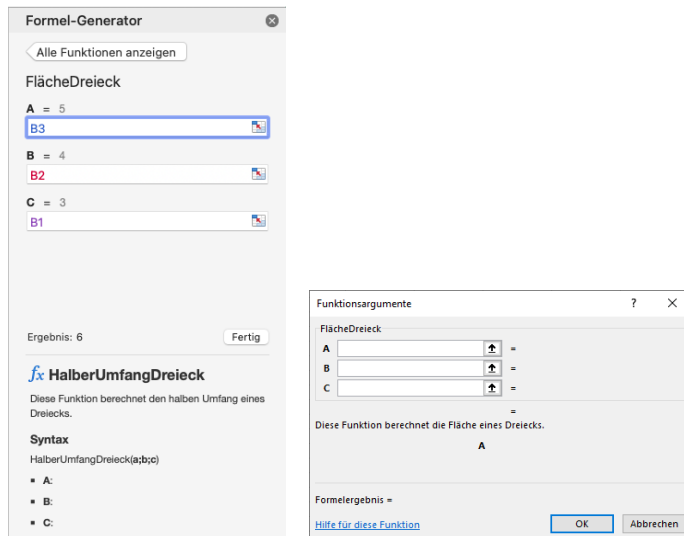 Formel-Generator
Alle Funktionen anzeigen
FlächeDreieck
A = 5
B3
B = 4
B2
C = 3
B1
Ergebnis: 6 Fertig
fx HalberUmfangDreieck
Diese Funktion berechnet den halben Umfang eines
Dreiecks.
Syntax
HalberUmfangDreieck(a;b;c)
▪ A:
▪ B:
▪ C:
Funktionsargumente ? ×
FlächeDreieck
A =
B =
C =
=
Diese Funktion berechnet die Fläche eines Dreiecks.
A
Formelergebnis =
Hilfe für diese Funktion OK Abbrechen